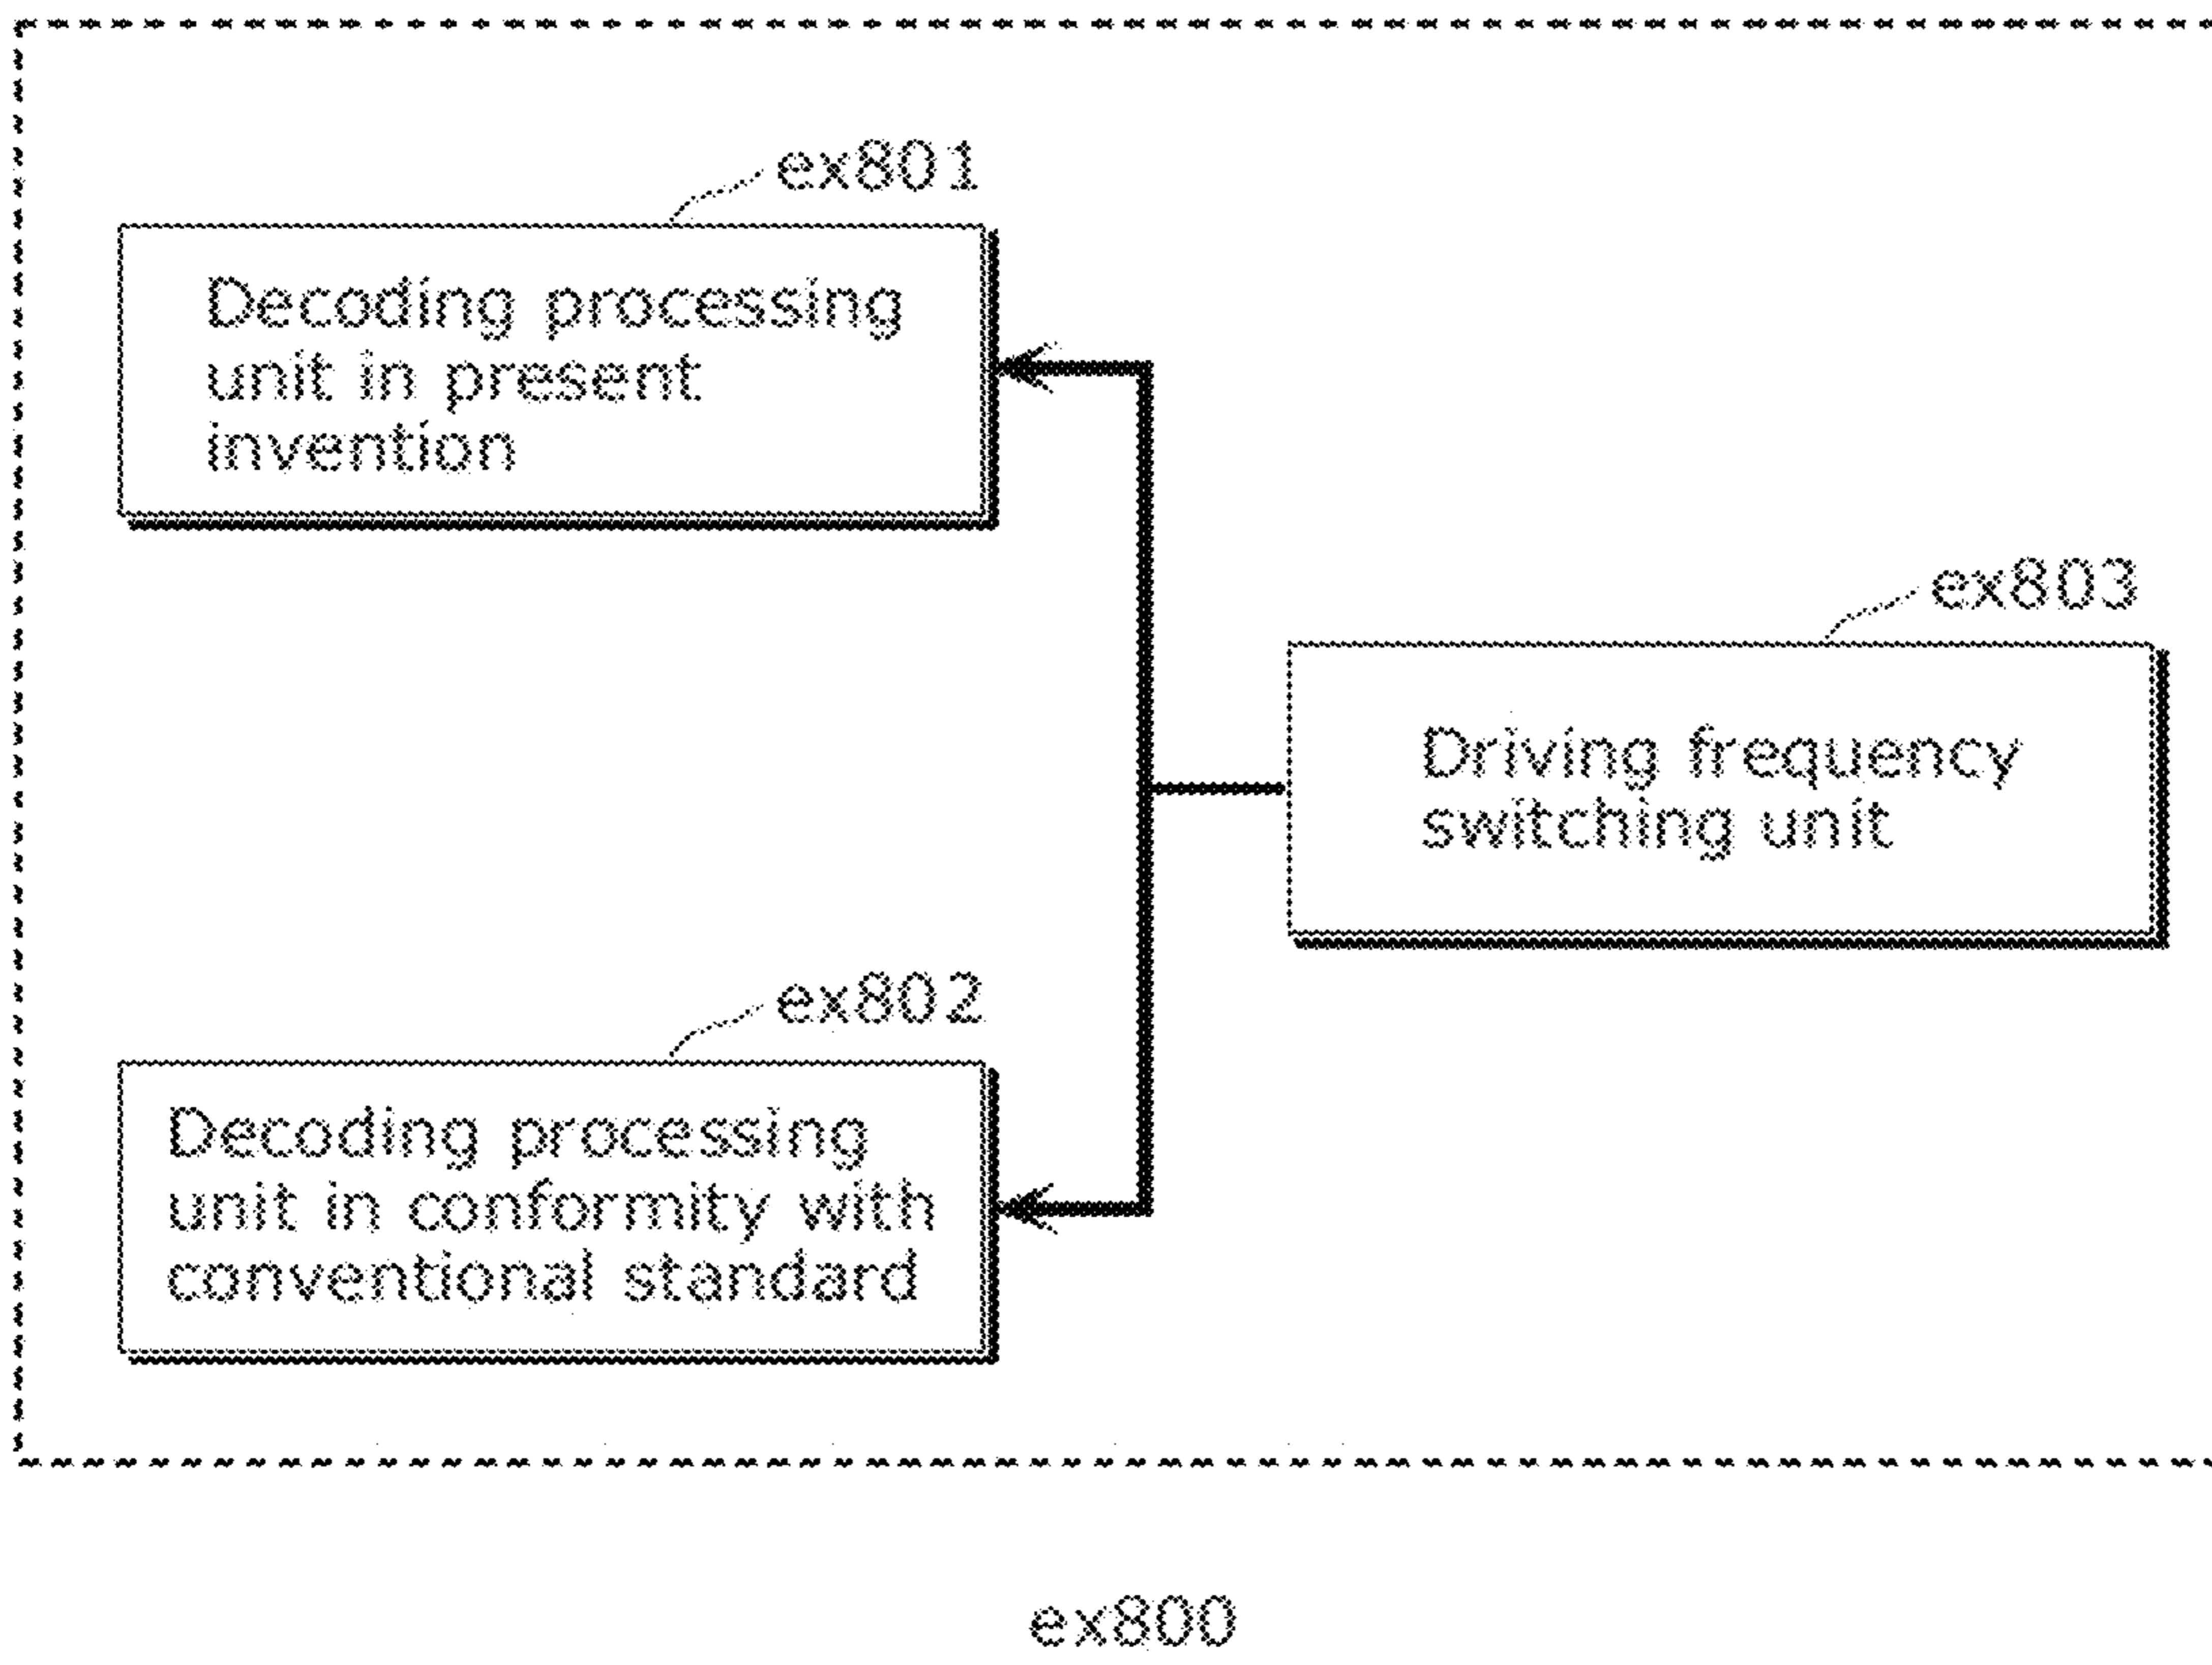 ex801
Decoding processing
unit in present
invention
ex803
Driving frequency
switching unit
ex802
Decoding processing
unit in conformity with
conventional standard
ex800